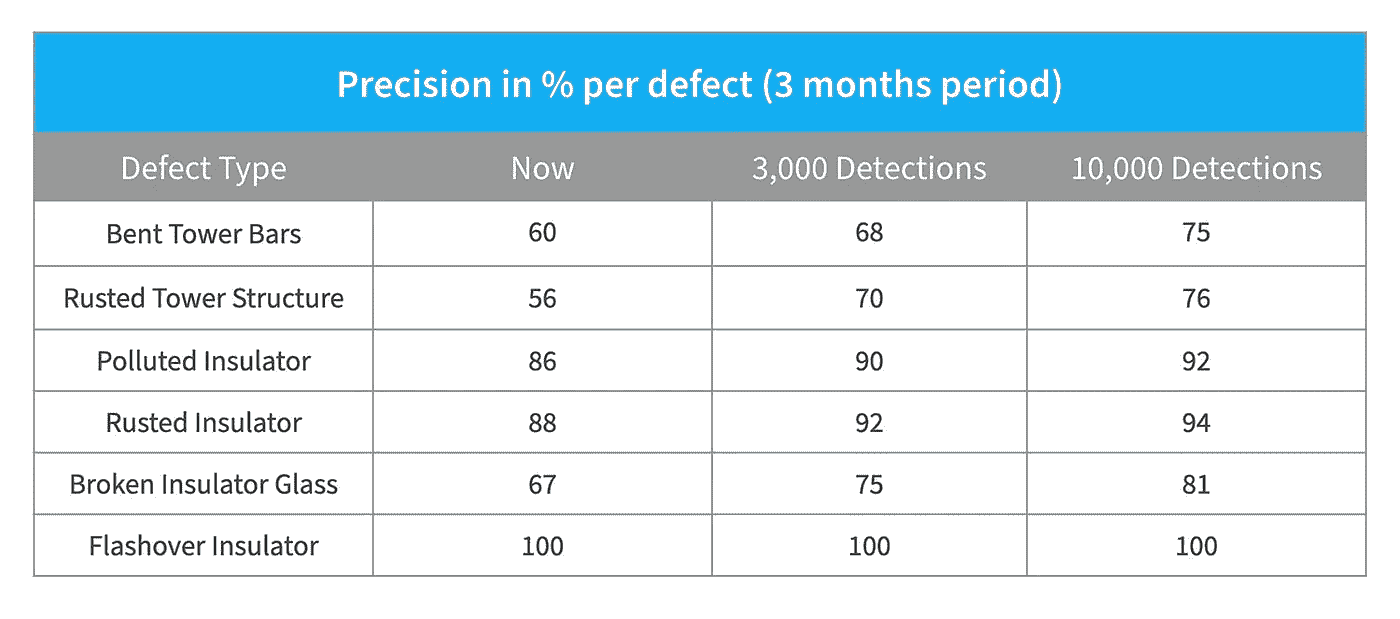 Precision in % per defect (3 months period)
Defect Type Now 3,000 Detections 10,000 Detections
Bent Tower Bars 60 68 75
Rusted Tower Structure 56 70 76
Polluted Insulator 86 90 92
Rusted Insulator 88 92 94
Broken Insulator Glass 67 75 81
Flashover Insulator 100 100 100